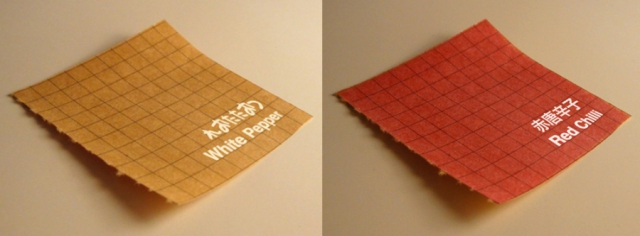 White Pepper
赤唐辛子
Red Chilli